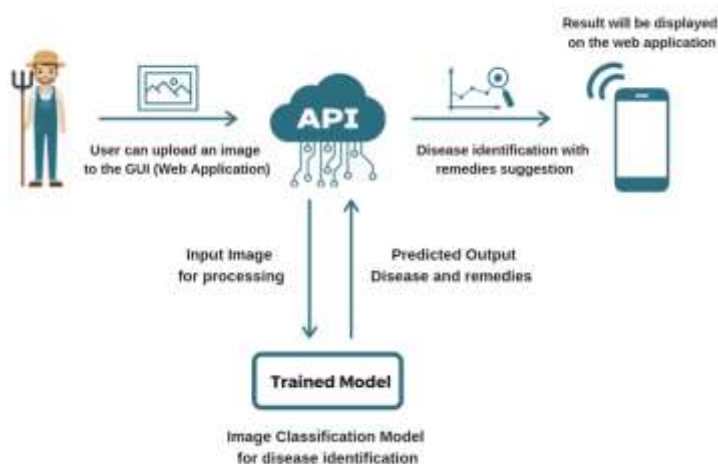 Result will be displayed
on the web application
API
User can upload an image
to the GUI (Web Application)
Disease identification with
remedies suggestion
Input Image
for processing
Predicted Output
Disease and remedies
Trained Model
Image Classification Model
for disease identification